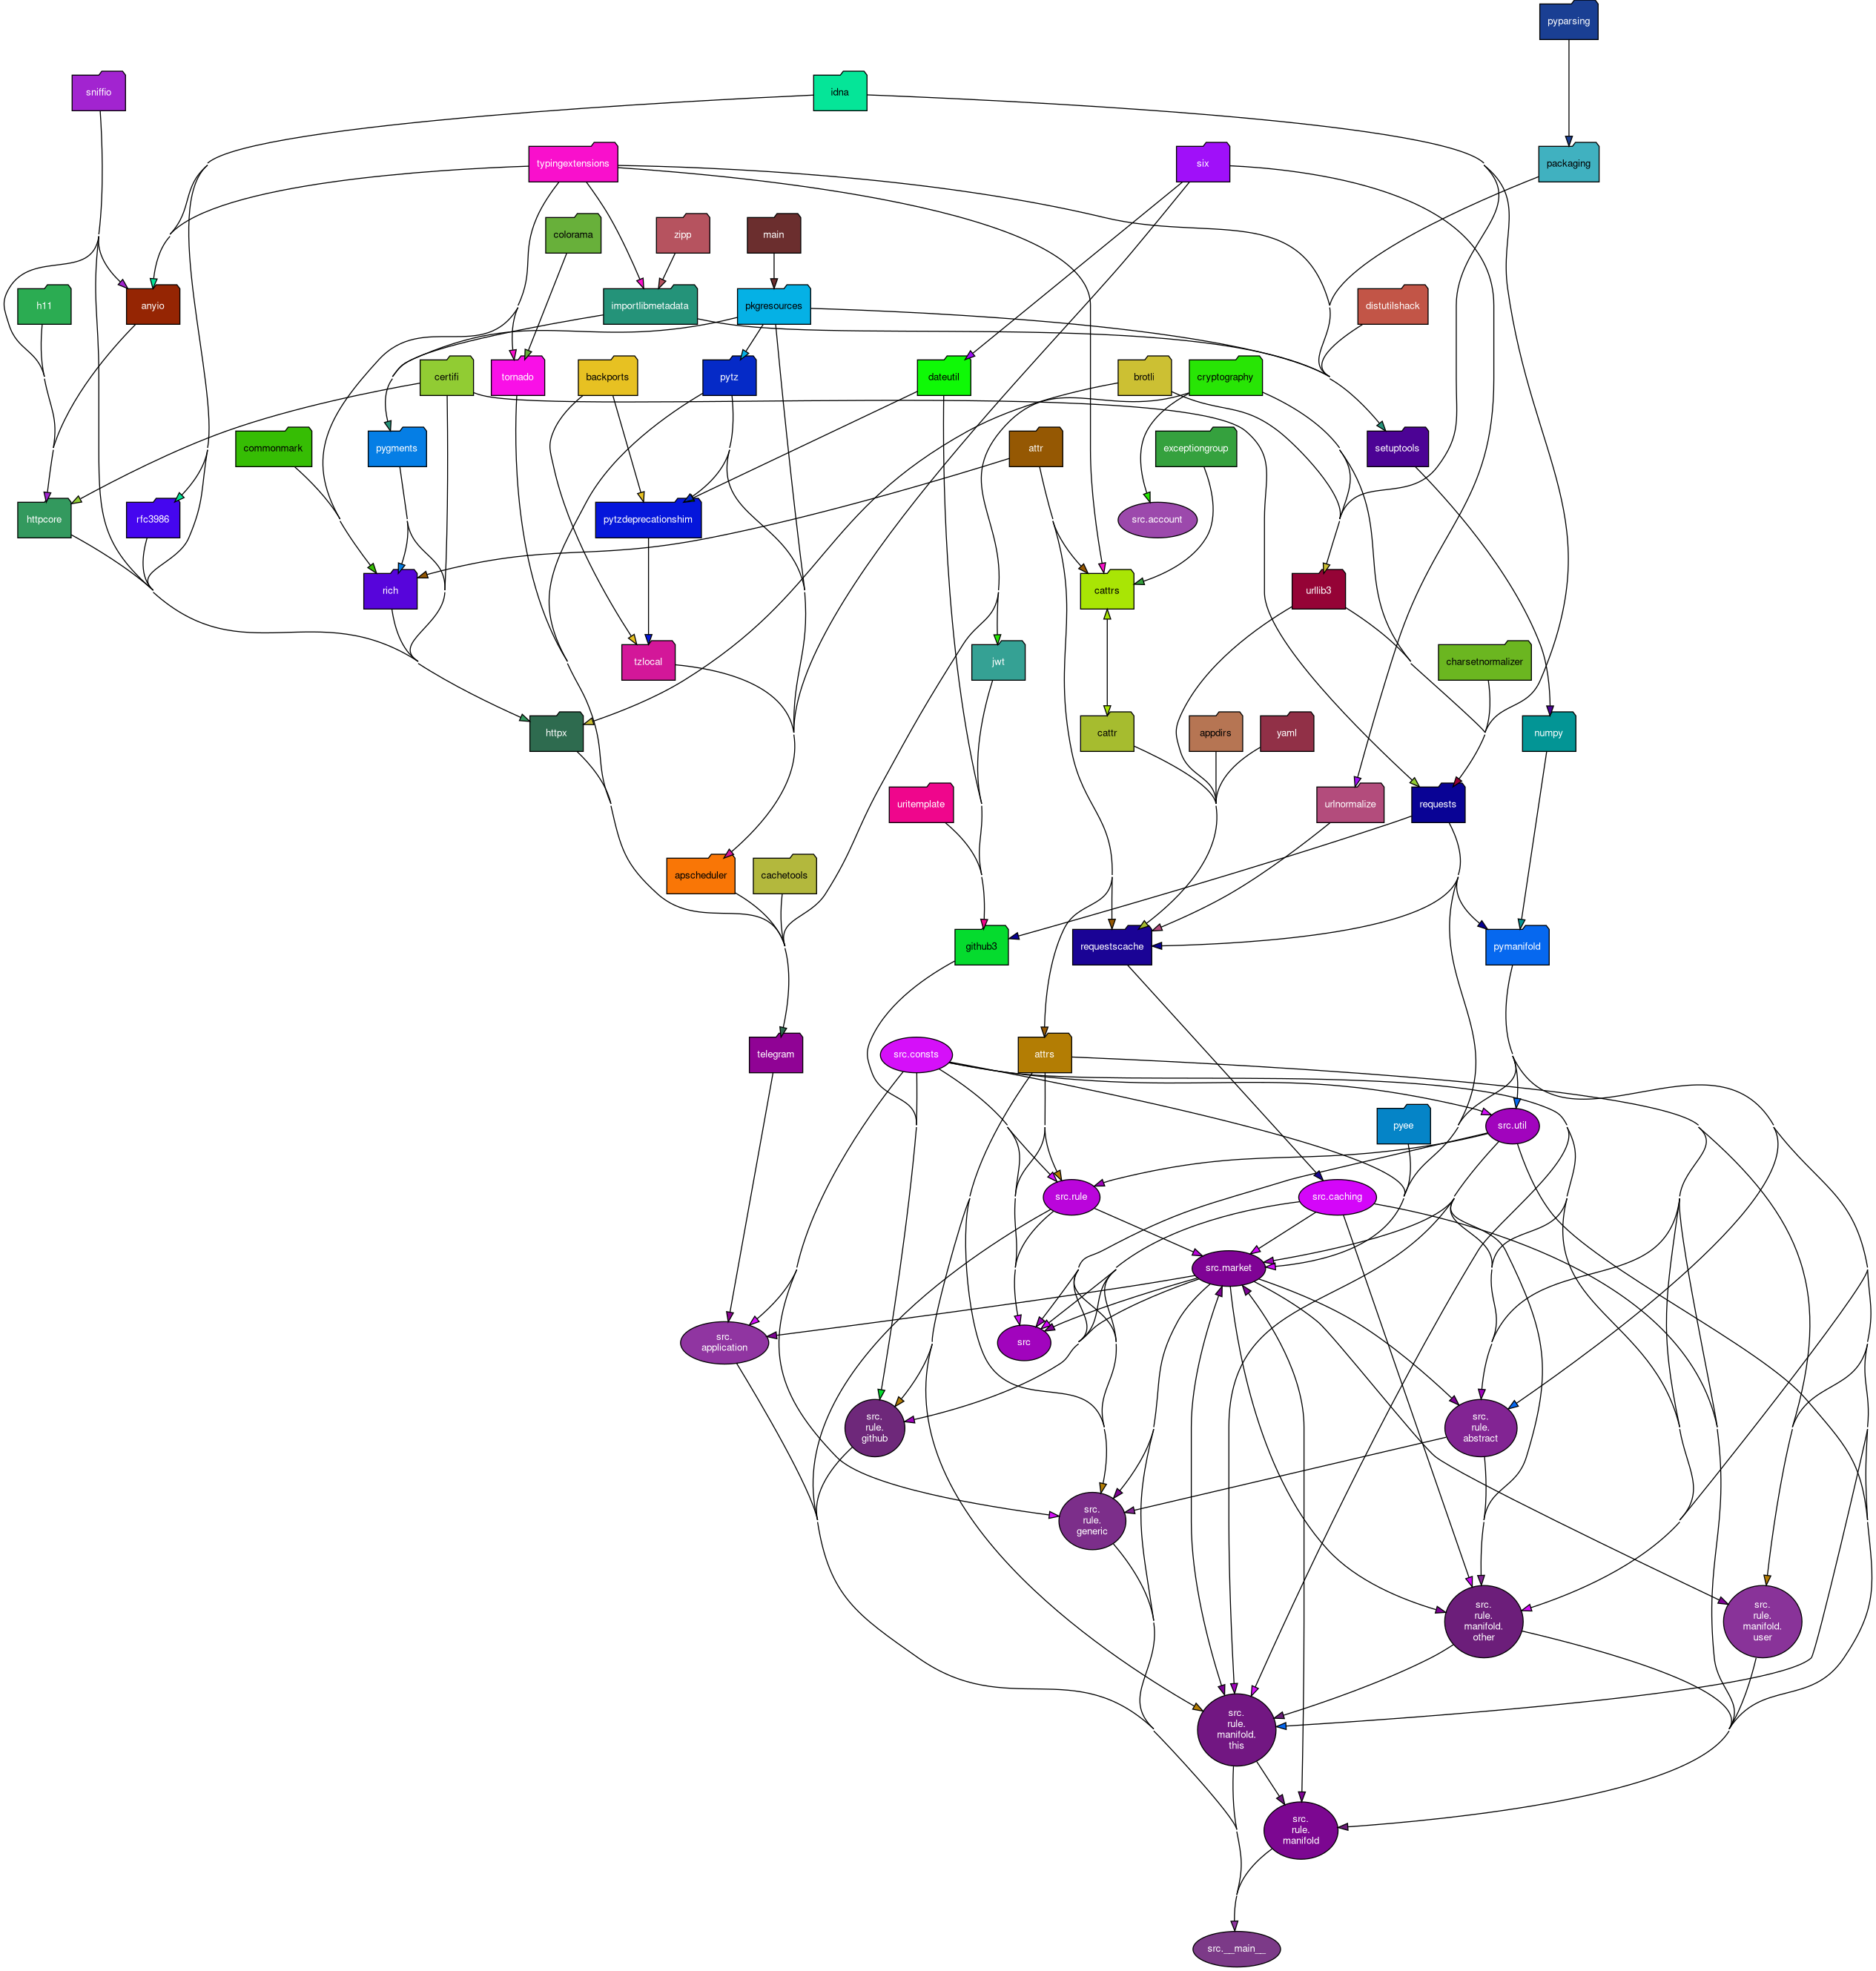 pyparsing
sniffio
idna
typingextensions
six
packaging
colorama
zipp
main
h11
anyio
importlibmetadata
pkgresources
distutilshack
certifi
tornado
backports
pytz
dateutil
brotli
cryptography
commonmark
pygments
attr
exceptiongroup
setuptools
httpcore
rfc3986
pytzdeprecationshim
src.account
rich
cattrs
urllib3
tzlocal
jwt
charsetnormalizer
httpx
cattr
appdirs
yaml
numpy
uritemplate
urlnormalize
requests
apscheduler
cachetools
github3
requestscache
pymanifold
telegram
src.consts
attrs
pyee
src.util
src.rule
src.caching
src.market
src.
application
src
src.
rule.
github
src.
rule.
abstract
src.
rule.
generic
src.
rule.
manifold.
other
src.
rule.
manifold.
user
src.
rule.
manifold.
this
src.
rule.
manifold
src.__main__